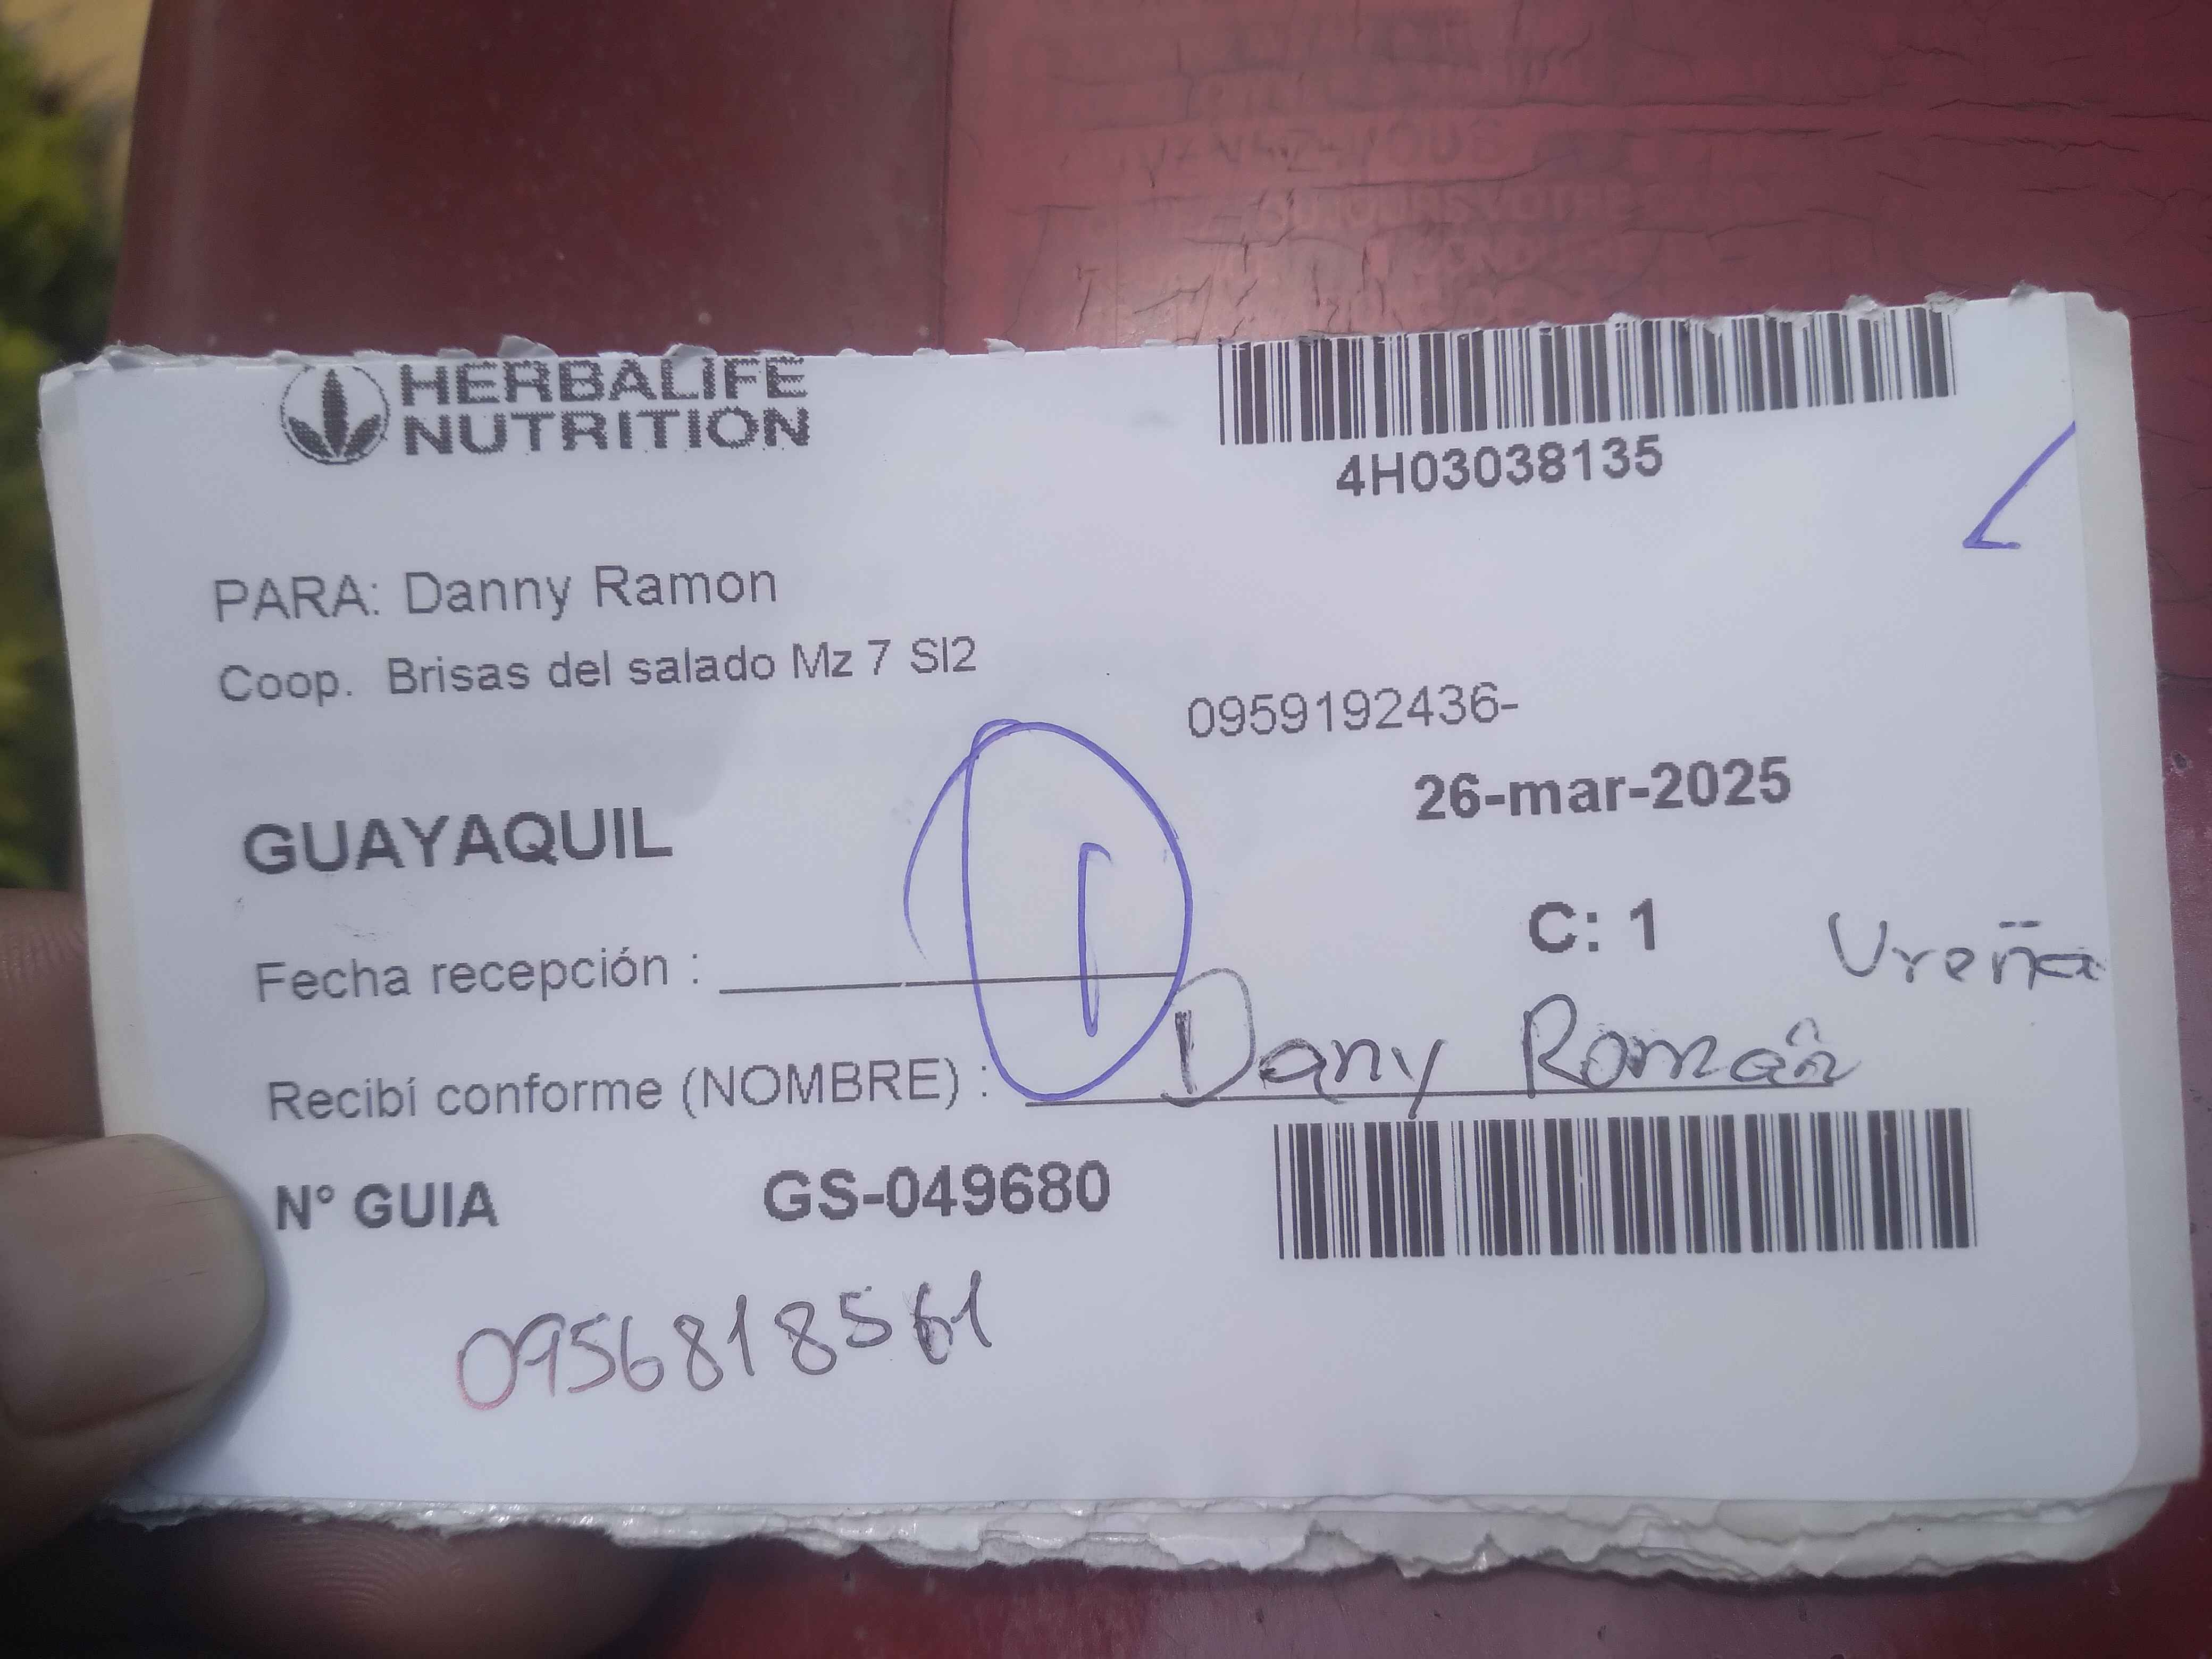 HERBALIFE
NUTRITION
4H03038135
PARA: Danny Ramon
Coop. Brisas del salado Mz 7 Sl2
0959192436-
26-mar-2025
GUAYAQUIL
1
C: 1
Ureña
Fecha recepción :
Recibí conforme (NOMBRE) : Dany Román
N° GUIA GS-049680
0956818561